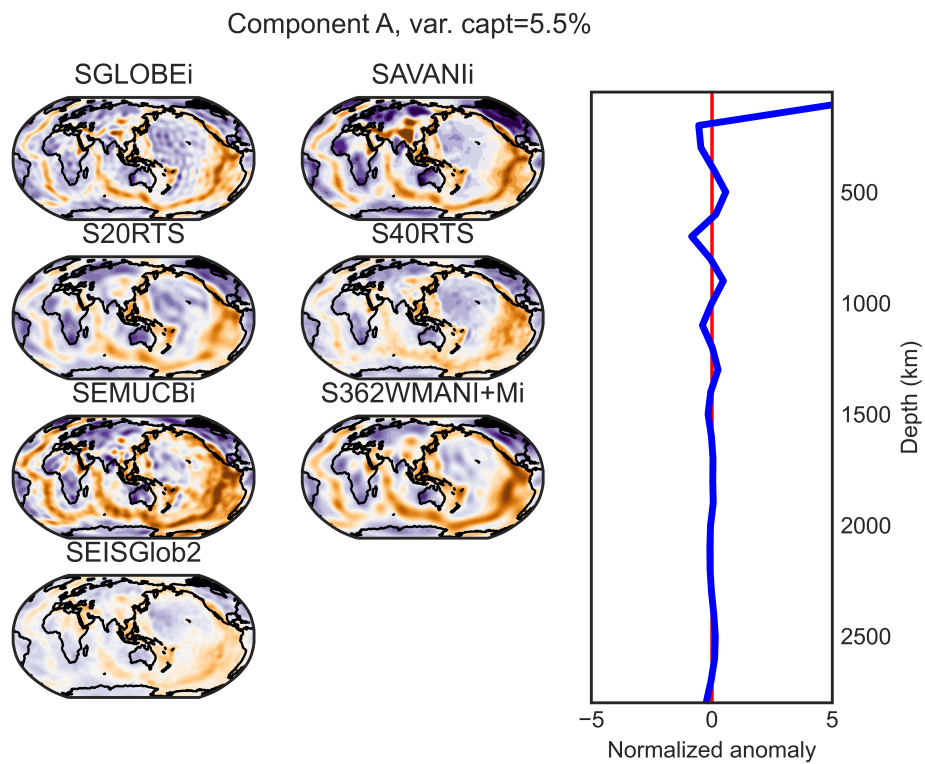 Component A, var. capt=5.5%
SGLOBEi
SAVANIi
S20RTS
S40RTS
SEMUCBi
S362WMANI+Mi
SEISGlob2
500
1000
1500
2000
2500
Depth (km)
−5
0
5
Normalized anomaly